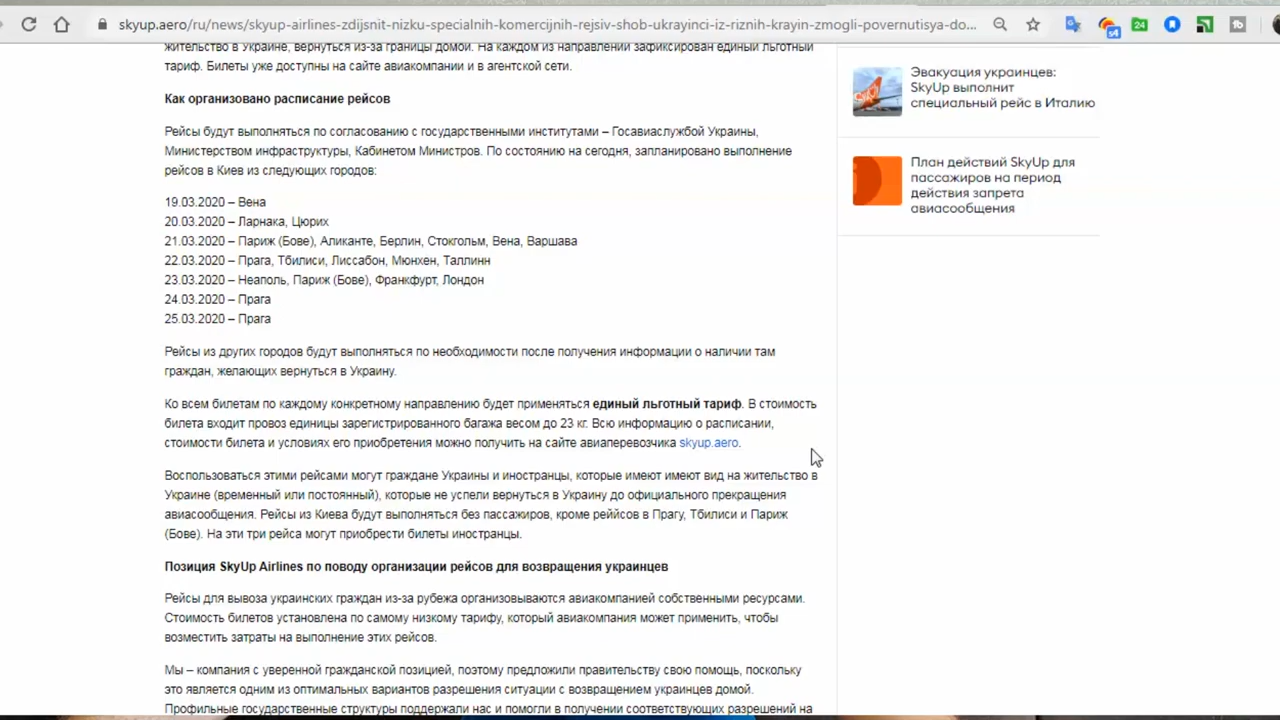 skyup.aero/ru/news/skyup-airlines-zdijsnit-nizku-specialnih-komercijnih-rejsiv-shob-ukrayinci-iz-riznih-krayin-zmogli-povernutisya-do...
s4
24
жительство в Украине, вернуться из-за границы домой. На каждом из направлений зафиксирован единый льготный
тариф. Билеты уже доступны на сайте авиакомпании и в агентской сети.
Как организовано расписание рейсов
Рейсы будут выполняться по согласованию с государственными институтами – Госавиаслужбой Украины,
Министерством инфраструктуры, Кабинетом Министров. По состоянию на сегодня, запланировано выполнение
рейсов в Киев из следующих городов:
19.03.2020 – Вена
20.03.2020 – Ларнака, Цюрих
21.03.2020 – Париж (Бове), Аликанте, Берлин, Стокгольм, Вена, Варшава
22.03.2020 – Прага, Тбилиси, Лиссабон, Мюнхен, Таллинн
23.03.2020 – Неаполь, Париж (Бове), Франкфурт, Лондон
24.03.2020 – Прага
25.03.2020 – Прага
Рейсы из других городов будут выполняться по необходимости после получения информации о наличии там
граждан, желающих вернуться в Украину.
Ко всем билетам по каждому конкретному направлению будет применяться единый льготный тариф. В стоимость
билета входит провоз единицы зарегистрированного багажа весом до 23 кг. Всю информацию о расписании,
стоимости билета и условиях его приобретения можно получить на сайте авиаперевозчика skyup.aero.
Воспользоваться этими рейсами могут граждане Украины и иностранцы, которые имеют имеют вид на жительство в
Украине (временный или постоянный), которые не успели вернуться в Украину до официального прекращения
авиасообщения. Рейсы из Киева будут выполняться без пассажиров, кроме реййсов в Прагу, Тбилиси и Париж
(Бове). На эти три рейса могут приобрести билеты иностранцы.
Позиция SkyUp Airlines по поводу организации рейсов для возвращения украинцев
Рейсы для вывоза украинских граждан из-за рубежа организовываются авиакомпанией собственными ресурсами.
Стоимость билетов установлена по самому низкому тарифу, который авиакомпания может применить, чтобы
возместить затраты на выполнение этих рейсов.
Мы – компания с уверенной гражданской позицией, поэтому предложили правительству свою помощь, поскольку
это является одним из оптимальных вариантов разрешения ситуации с возвращением украинцев домой.
Профильные государственные структуры поддержали нас и помогли в получении соответствующих разрешений на
Эвакуация украинцев:
SkyUp выполнит
специальный рейс в Италию
План действий SkyUp для
пассажиров на период
действия запрета
авиасообщения